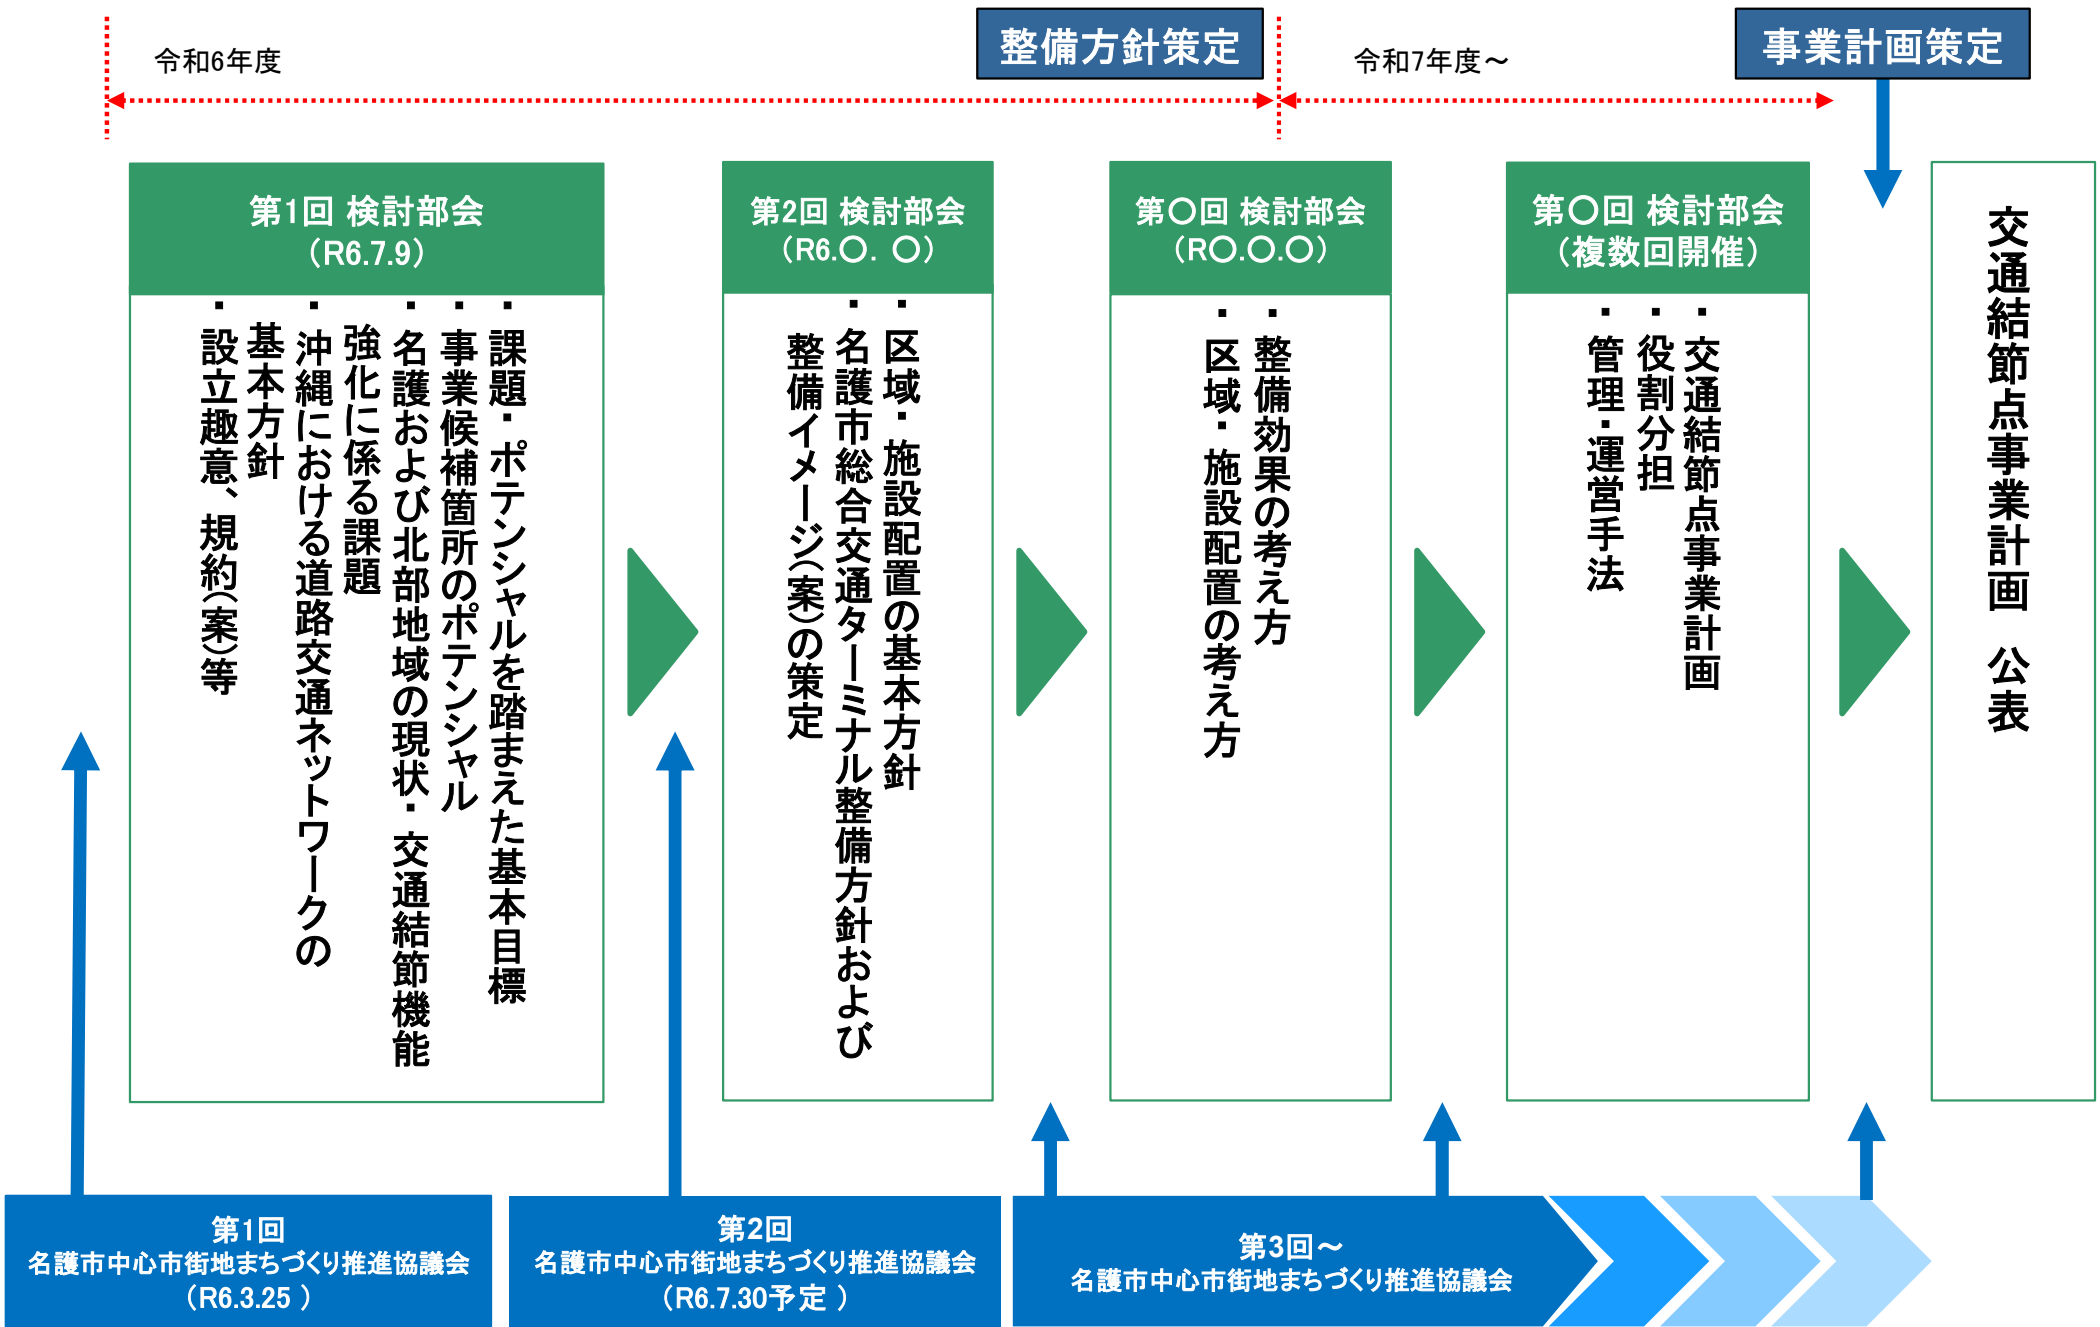 令和6年度
整備方針策定
令和7年度～
事業計画策定
第1回 検討部会
（R6.7.9）
・課題・ポテンシャルを踏まえた基本目標
・事業候補箇所のポテンシャル
・名護および北部地域の現状・交通結節機能
強化に係る課題
・沖縄における道路交通ネットワークの
基本方針
・設立趣意、規約（案）等
第2回 検討部会
（R6.〇. 〇）
・区域・施設配置の基本方針
・名護市総合交通ターミナル整備方針および
整備イメージ（案）の策定
第〇回 検討部会
（R〇.〇.〇）
・整備効果の考え方
・区域・施設配置の考え方
第〇回 検討部会
（複数回開催）
・交通結節点事業計画
・役割分担
・管理・運営手法
交通結節点事業計画 公表
第1回
名護市中心市街地まちづくり推進協議会
（R6.3.25 ）
第2回
名護市中心市街地まちづくり推進協議会
（R6.7.30予定 ）
第3回～
名護市中心市街地まちづくり推進協議会